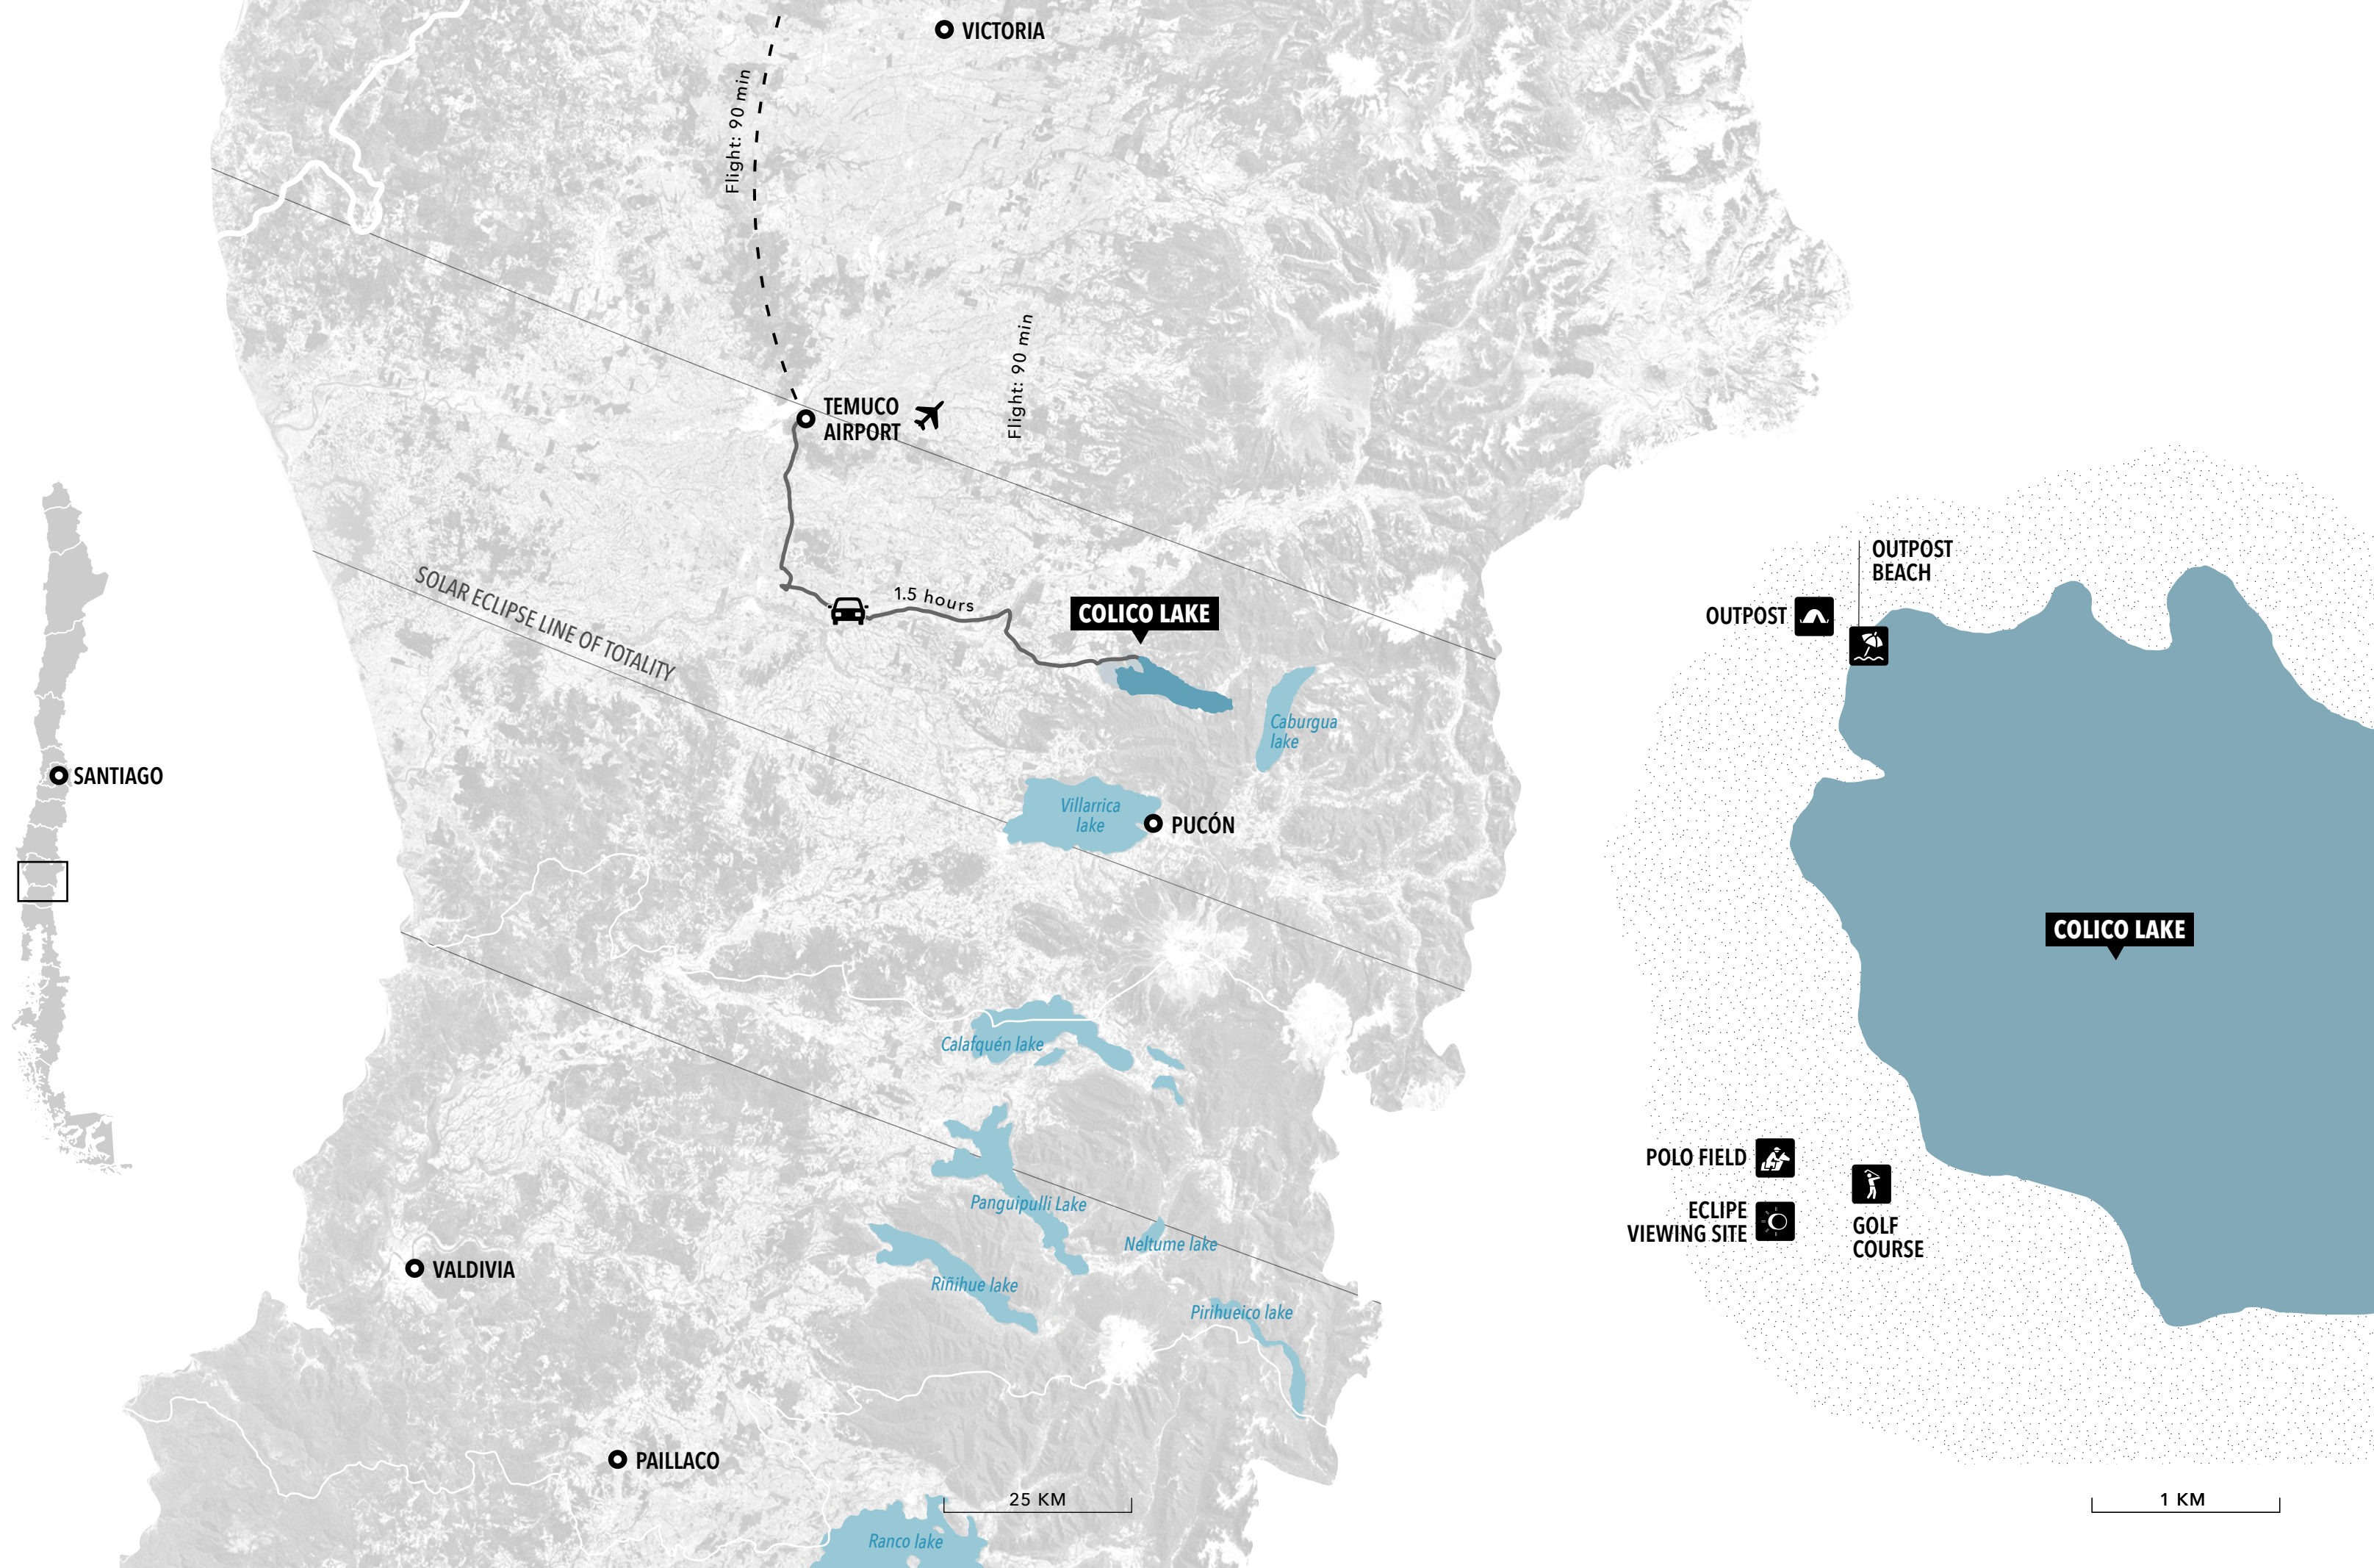 VICTORIA
Flight: 90 min
Flight: 90 min
TEMUCO
AIRPORT
SOLAR ECLIPSE LINE OF TOTALITY
1.5 hours
COLICO LAKE
Caburgua
lake
Villarrica
lake
PUCÓN
SANTIAGO
Calafquén lake
Panguipulli Lake
Neltume lake
Riñihue lake
Pirihueico lake
VALDIVIA
PAILLACO
25 KM
Ranco lake
OUTPOST
BEACH
OUTPOST
COLICO LAKE
POLO FIELD
ECLIPE
VIEWING SITE
GOLF
COURSE
1 KM